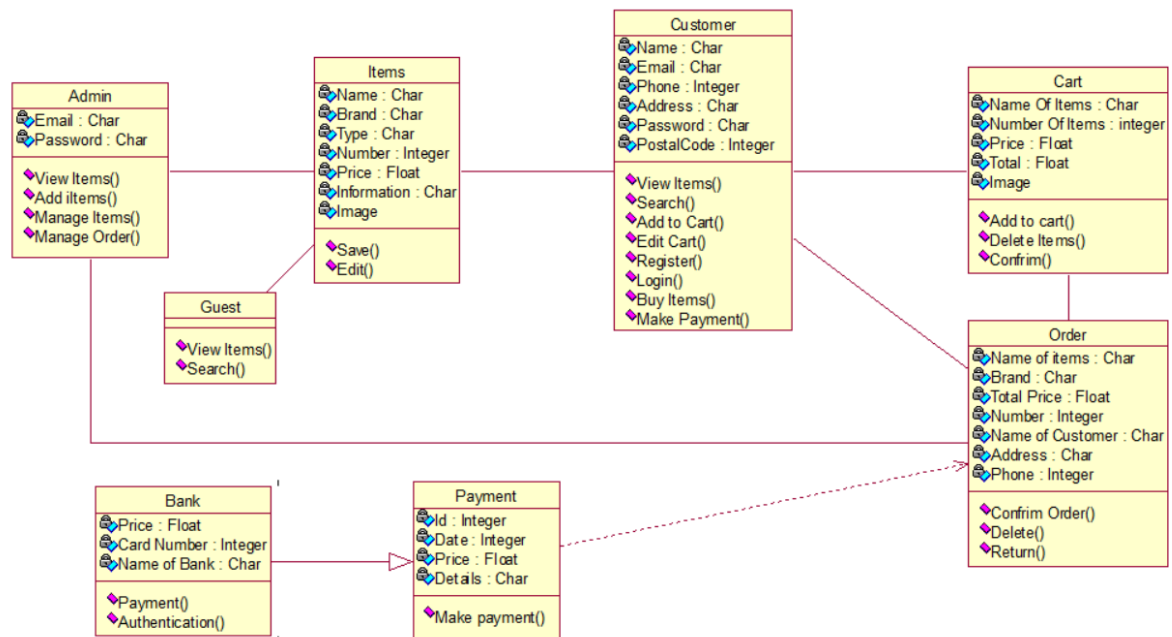 Admin
Email : Char
Password : Char
View Items()
Add iItems()
Manage Items()
Manage Order()
Items
Name : Char
Brand : Char
Type : Char
Number : Integer
Price : Float
Information : Char
Image
Save()
Edit()
Guest
View Items()
Search()
Customer
Name : Char
Email : Char
Phone : Integer
Address : Char
Password : Char
PostalCode : Integer
View Items()
Search()
Add to Cart()
Edit Cart()
Register()
Login()
Buy Items()
Make Payment()
Cart
Name Of Items : Char
Number Of Items : integer
Price : Float
Total : Float
Image
Add to cart()
Delete Items()
Confrim()
Order
Name of items : Char
Brand : Char
Total Price : Float
Number : Integer
Name of Customer : Char
Address : Char
Phone : Integer
Confrim Order()
Delete()
Return()
Bank
Price : Float
Card Number : Integer
Name of Bank : Char
Payment()
Authentication()
Payment
Id : Integer
Date : Integer
Price : Float
Details : Char
Make payment()